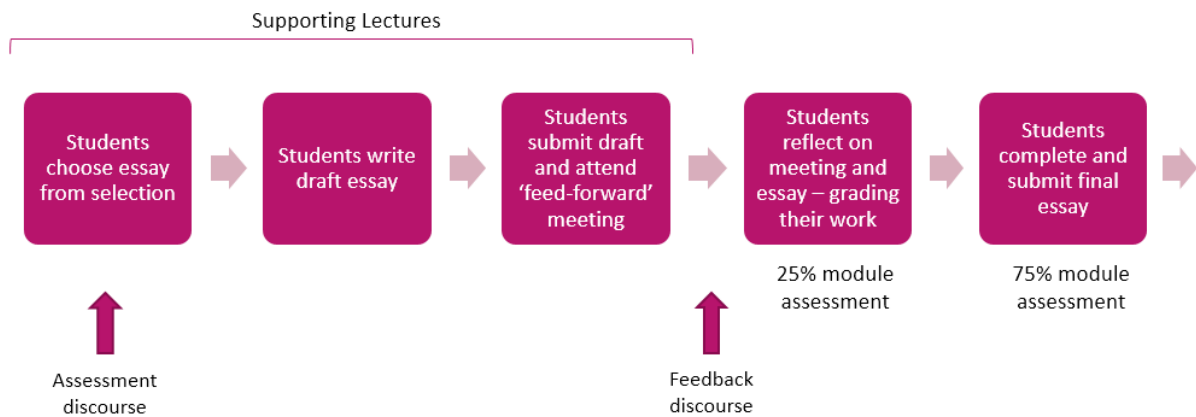 Supporting Lectures
Students
choose essay
from selection
Students write
draft essay
Students
submit draft
and attend
‘feed-forward’
meeting
Students
reflect on
meeting and
essay – grading
their work
Students
complete and
submit final
essay
25% module
assessment
75% module
assessment
Assessment
discourse
Feedback
discourse